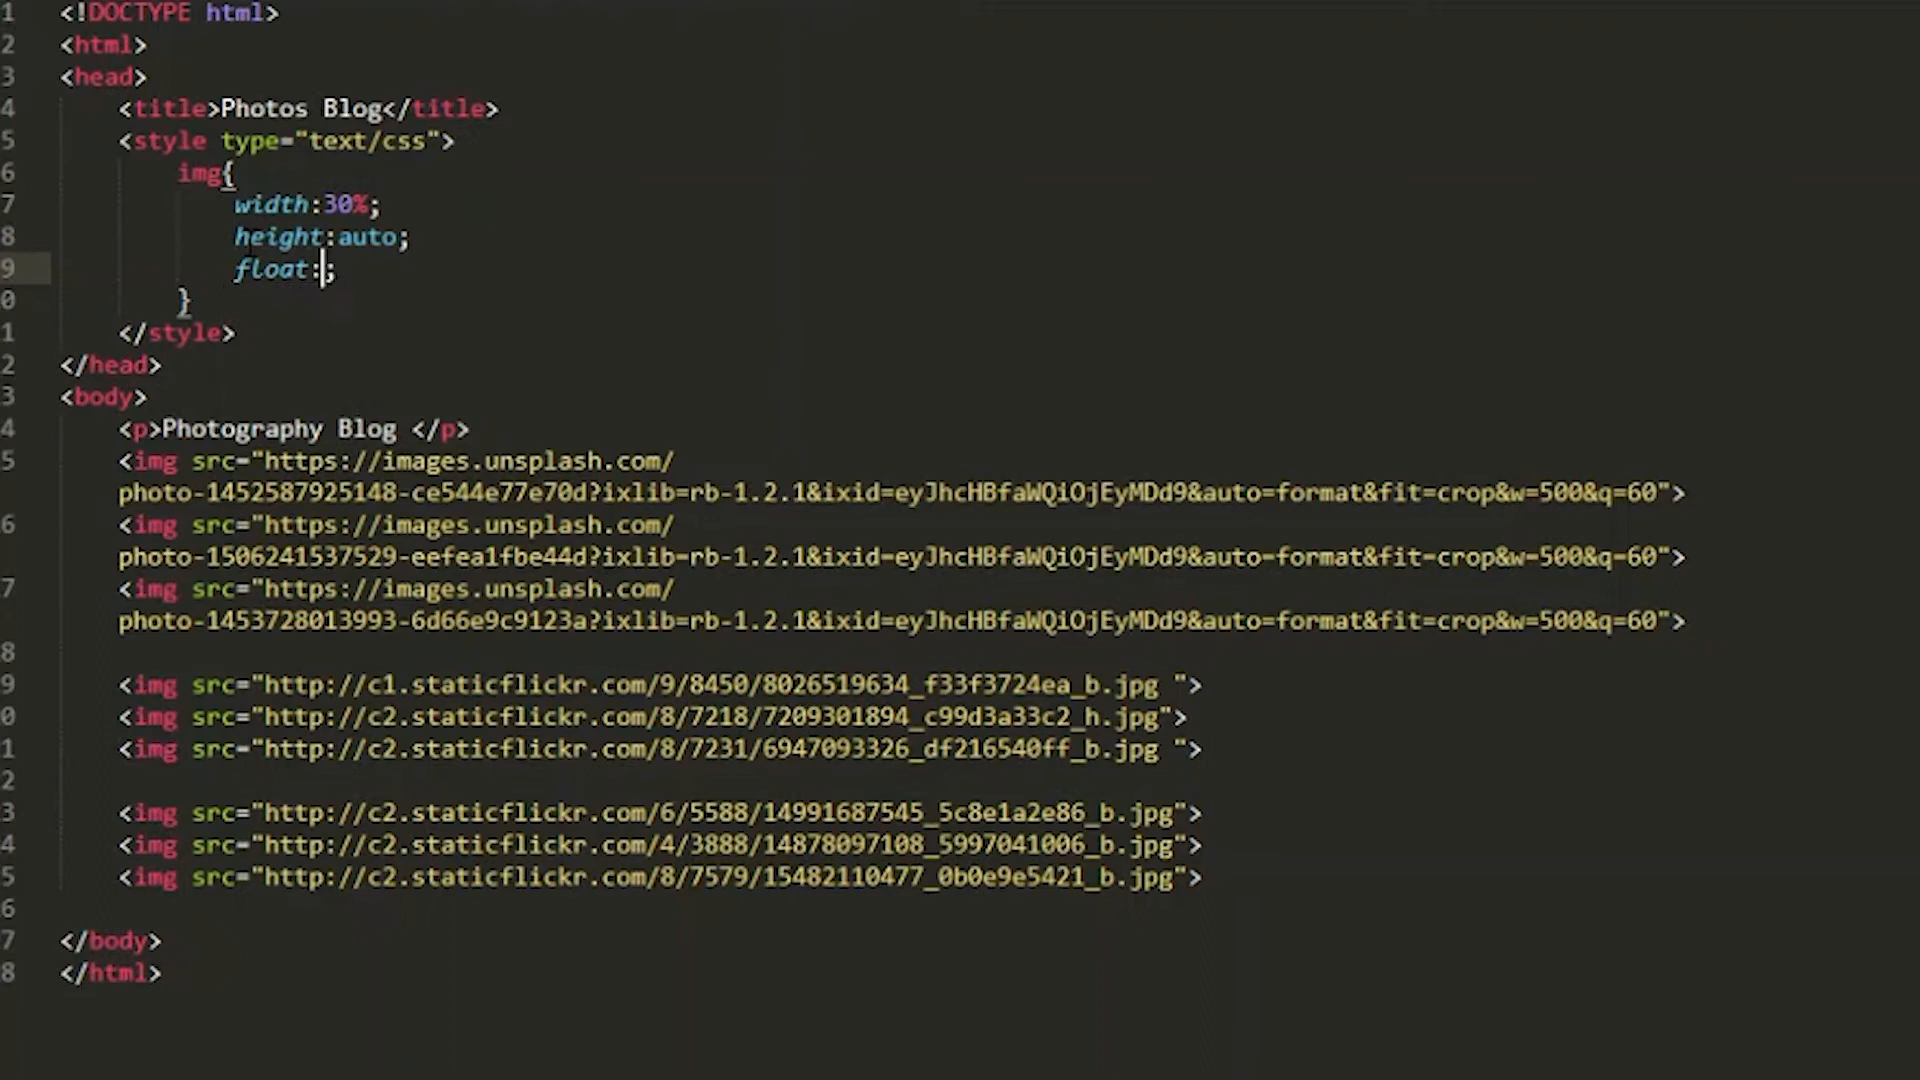 1 <!DOCTYPE html>
2 <html>
3 <head>
4 <title>Photos Blog</title>
5 <style type="text/css">
6 img{
7 width:30%;
8 height:auto;
9 float:;
0 }
1 </style>
2 </head>
3 <body>
4 <p>Photography Blog </p>
5 <img src="https://images.unsplash.com/
photo-1452587925148-ce544e77e70d?ixlib=rb-1.2.1&ixid=eyJhcHBfaWQiOjEyMDd9&auto=format&fit=crop&w=500&q=60">
6 <img src="https://images.unsplash.com/
photo-1506241537529-eefea1fbe44d?ixlib=rb-1.2.1&ixid=eyJhcHBfaWQiOjEyMDd9&auto=format&fit=crop&w=500&q=60">
7 <img src="https://images.unsplash.com/
photo-1453728013993-6d66e9c9123a?ixlib=rb-1.2.1&ixid=eyJhcHBfaWQiOjEyMDd9&auto=format&fit=crop&w=500&q=60">
8
9 <img src="http://c1.staticflickr.com/9/8450/8026519634_f33f3724ea_b.jpg ">
0 <img src="http://c2.staticflickr.com/8/7218/7209301894_c99d3a33c2_h.jpg">
1 <img src="http://c2.staticflickr.com/8/7231/6947093326_df216540ff_b.jpg ">
2
3 <img src="http://c2.staticflickr.com/6/5588/14991687545_5c8e1a2e86_b.jpg">
4 <img src="http://c2.staticflickr.com/4/3888/14878097108_5997041006_b.jpg">
5 <img src="http://c2.staticflickr.com/8/7579/15482110477_0b0e9e5421_b.jpg">
6
7 </body>
8 </html>